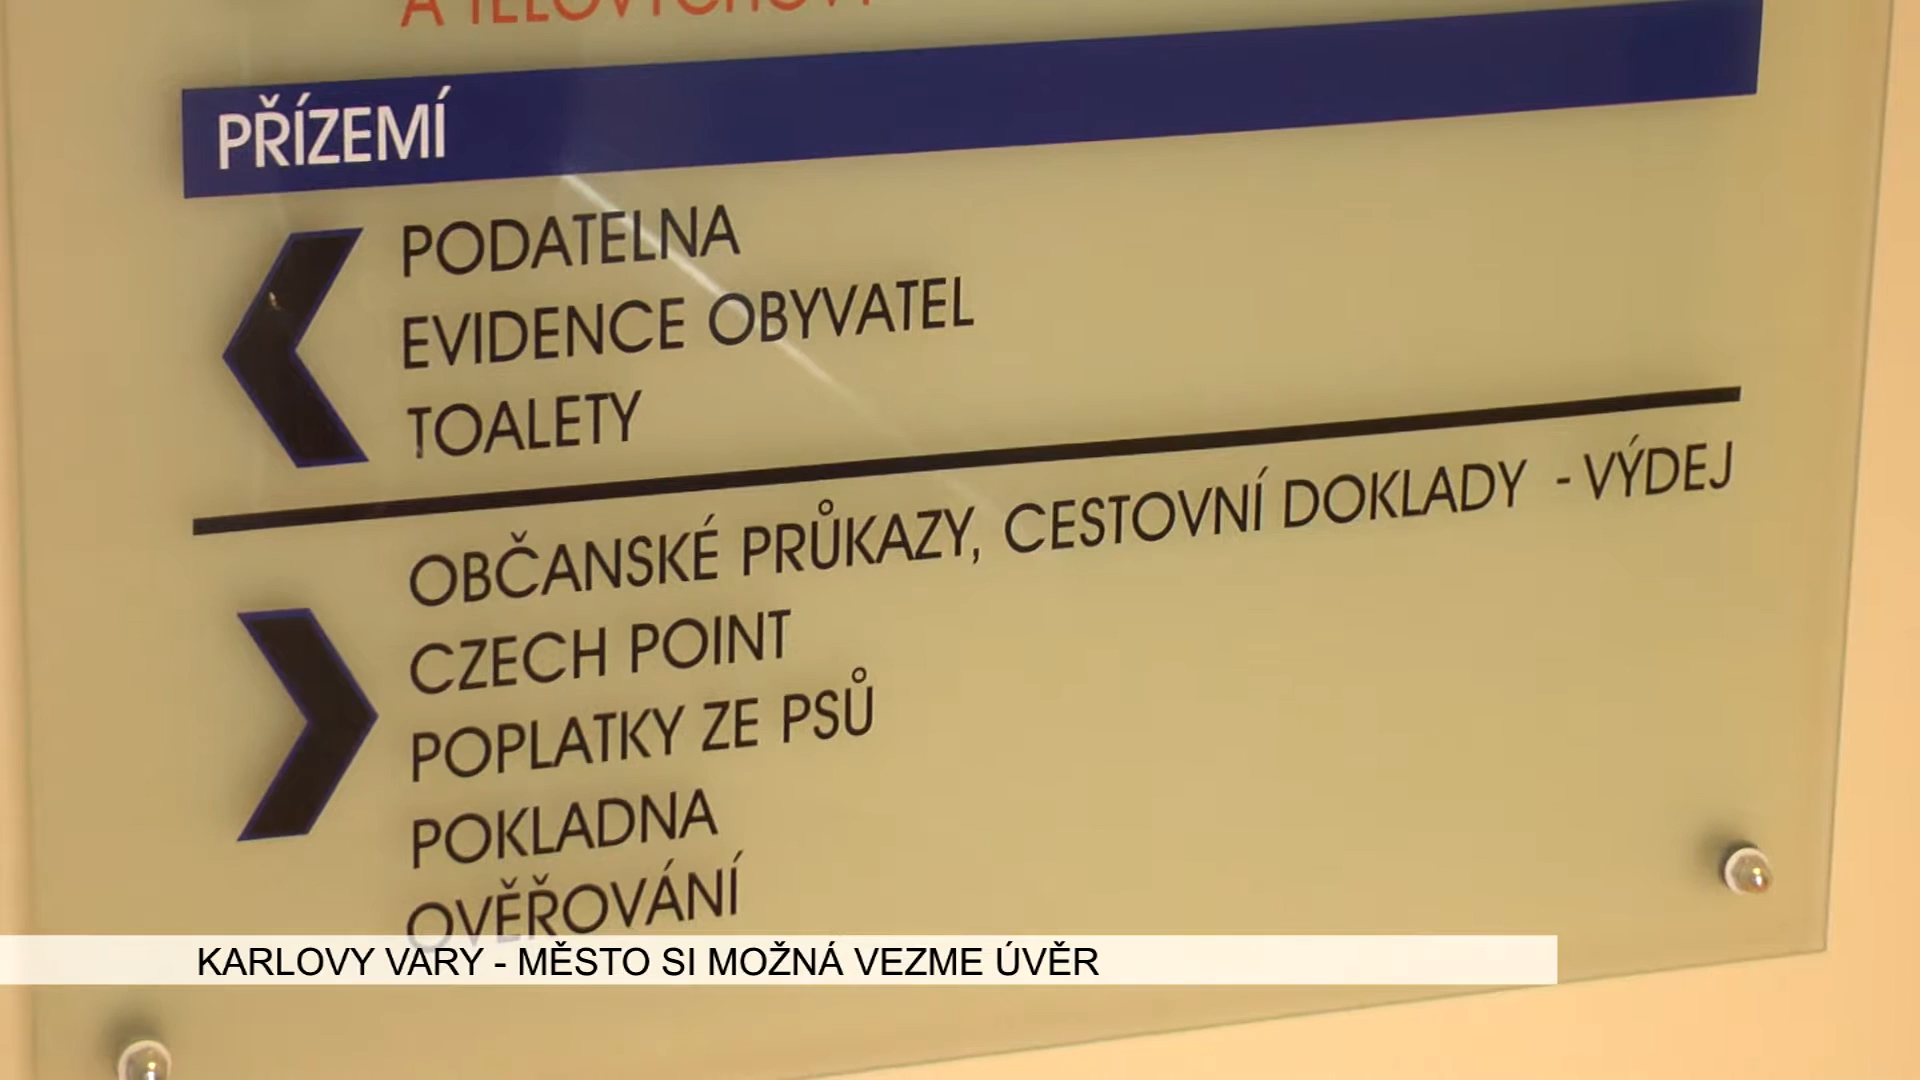 A TĚLOVÝCHOVY
PŘÍZEMÍ
PODATELNA
EVIDENCE OBYVATEL
TOALETY
OBČANSKÉ PRŮKAZY, CESTOVNÍ DOKLADY - VÝDEJ
CZECH POINT
POPLATKY ZE PSŮ
POKLADNA
OVĚŘOVÁNÍ
KARLOVY VARY - MĚSTO SI MOŽNÁ VEZME ÚVĚR